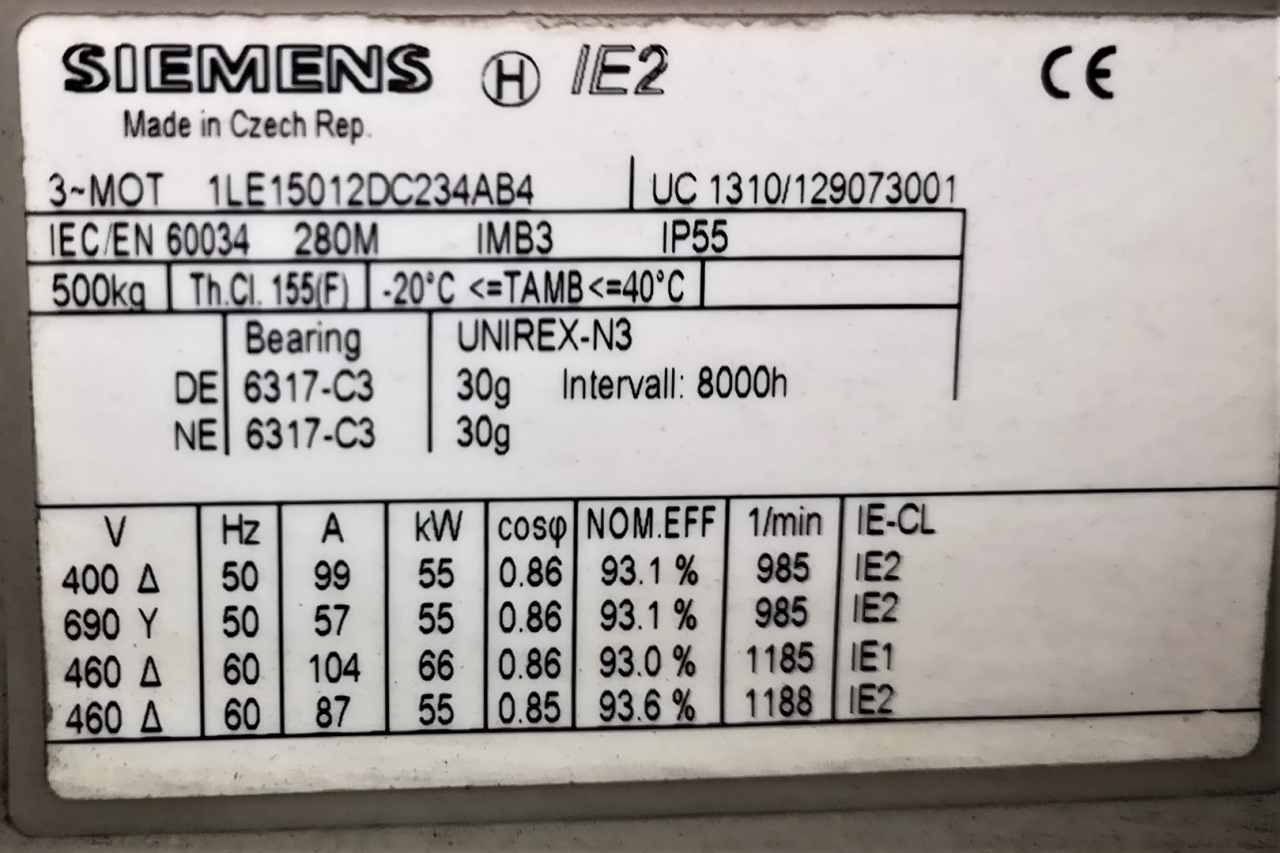 SIEMENS H IE2 CE
Made in Czech Rep.
3~MOT 1LE15012DC234AB4 UC 1310/129073001
IEC/EN 60034 280M IMB3 IP55
500kg Th.Cl. 155(F) -20°C <=TAMB<=40°C
Bearing UNIREX-N3
DE 6317-C3 30g Intervall: 8000h
NE 6317-C3 30g
V Hz A kW cosφ NOM.EFF 1/min IE-CL
400 Δ 50 99 55 0.86 93.1 % 985 IE2
690 Y 50 57 55 0.86 93.1 % 985 IE2
460 Δ 60 104 66 0.86 93.0 % 1185 IE1
460 Δ 60 87 55 0.85 93.6 % 1188 IE2